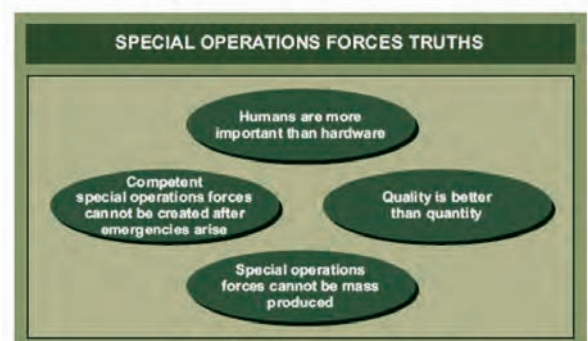 SPECIAL OPERATIONS FORCES TRUTHS
Humans are more
important than hardware
Competent
special operations forces
cannot be created after
emergencies arise
Quality is better
than quantity
Special operations
forces cannot be mass
produced